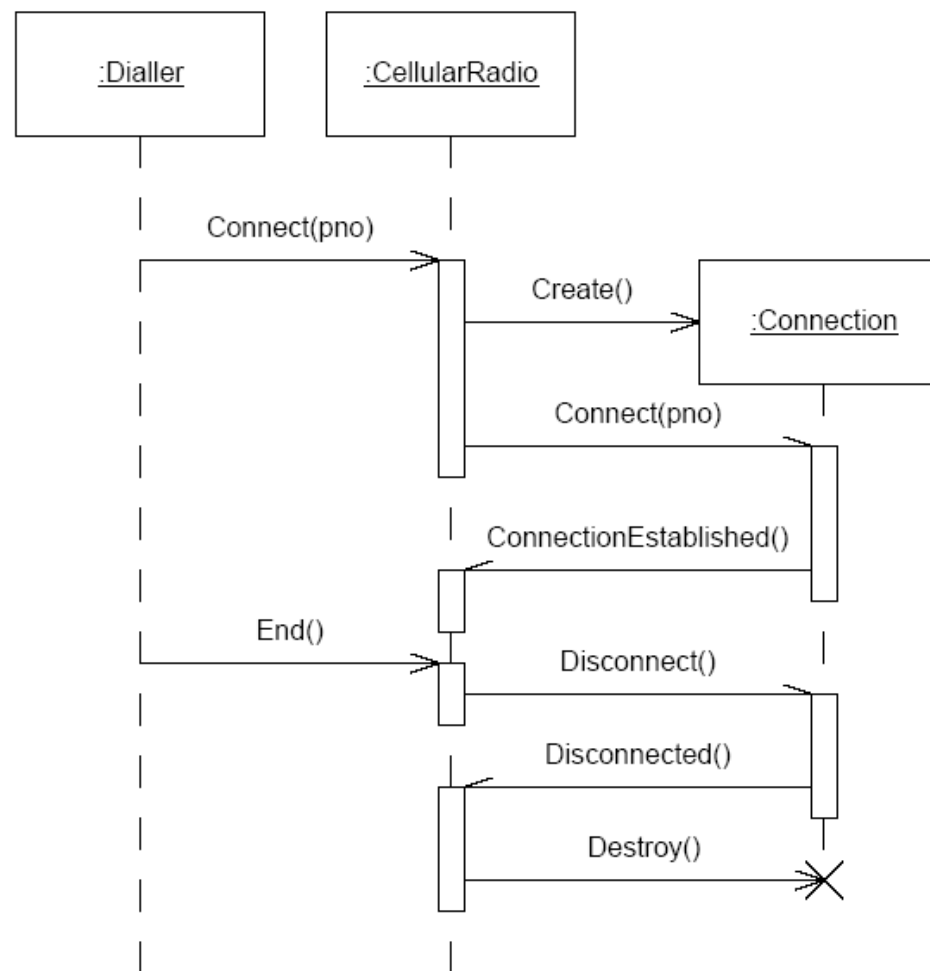 :Dialler
:CellularRadio
Connect(pno)
Create()
:Connection
Connect(pno)
ConnectionEstablished()
End()
Disconnect()
Disconnected()
Destroy()